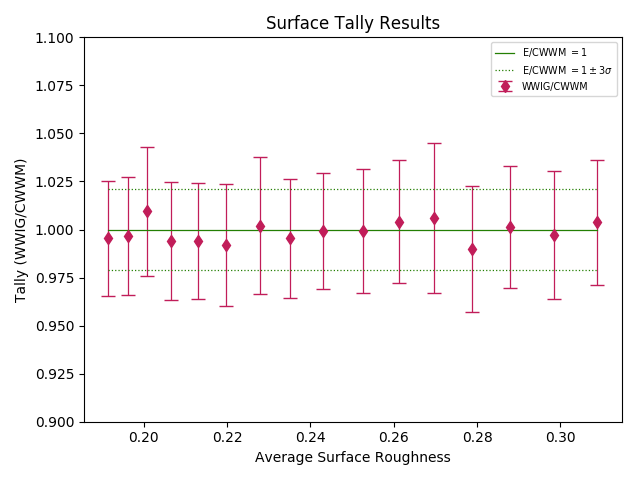 Surface Tally Results
1.100
1.075
1.050
1.025
1.000
0.975
0.950
0.925
0.900
Tally (WWIG/CWWM)
E/CWWM = 1
E/CWWM = 1 ± 3σ
WWIG/CWWM
0.20 0.22 0.24 0.26 0.28 0.30
Average Surface Roughness